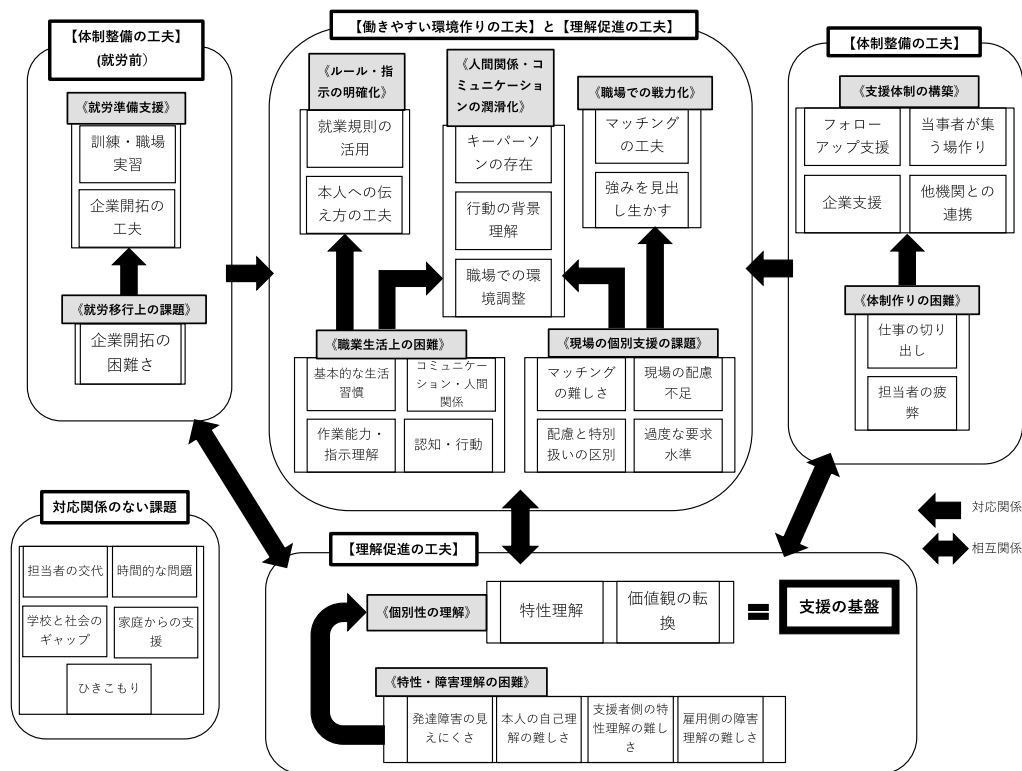 【体制整備の工夫】
(就労前）
《就労準備支援》
訓練・職場
実習
企業開拓の
工夫
《就労移行上の課題》
企業開拓の
困難さ
【働きやすい環境作りの工夫】と【理解促進の工夫】
《ルール・指
示の明確化》
就業規則の
活用
本人への伝
え方の工夫
《人間関係・コ
ミュニケーショ
ンの潤滑化》
キーパーソ
ンの存在
行動の背景
理解
職場での環
境調整
《職場での戦力化》
マッチング
の工夫
強みを見出
し生かす
《職業生活上の困難》
基本的な生活
習慣
コミュニケー
ション・人間
関係
作業能力・
指示理解
認知・行動
《現場の個別支援の課題》
マッチング
の難しさ
現場の配慮
不足
配慮と特別
扱いの区別
過度な要求
水準
【体制整備の工夫】
《支援体制の構築》
フォロー
アップ支援
当事者が集
う場作り
企業支援
他機関との
連携
《体制作りの困難》
仕事の切り
出し
担当者の疲
弊
対応関係
相互関係
対応関係のない課題
担当者の交代
時間的な問題
学校と社会の
ギャップ
家庭からの支
援
ひきこもり
【理解促進の工夫】
《個別性の理解》
特性理解
価値観の転
換
=
支援の基盤
《特性・障害理解の困難》
発達障害の見
えにくさ
本人の自己理
解の難しさ
支援者側の特
性理解の難し
さ
雇用側の障害
理解の難しさ